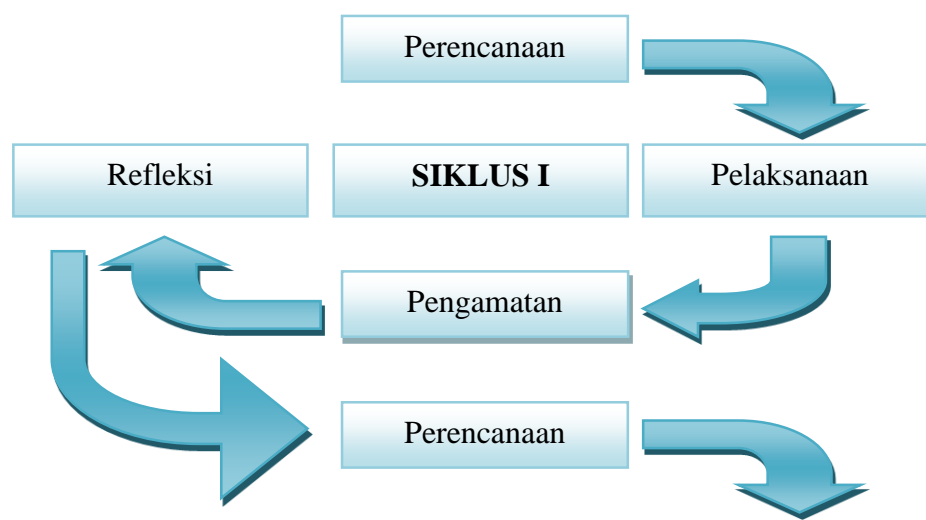 Perencanaan
Refleksi
SIKLUS I
Pelaksanaan
Pengamatan
Perencanaan